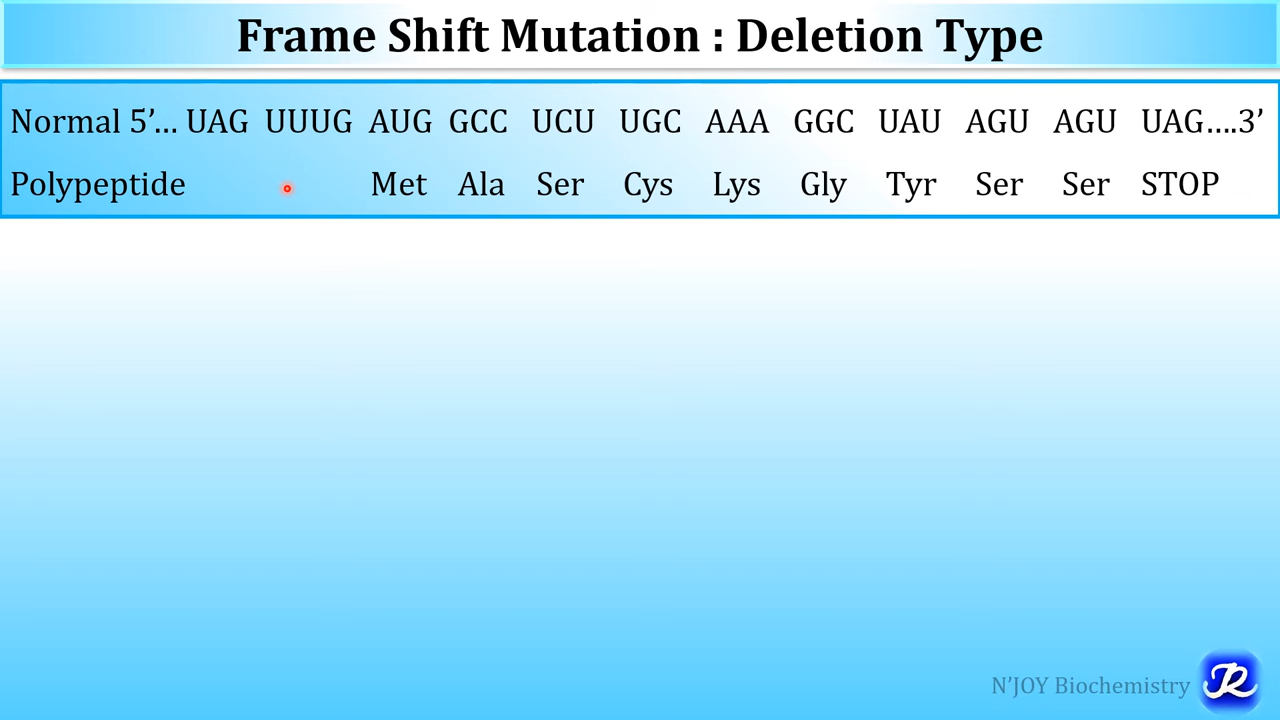 Frame Shift Mutation : Deletion Type
Normal 5’... UAG UUUG AUG GCC UCU UGC AAA GGC UAU AGU AGU UAG....3’
Polypeptide Met Ala Ser Cys Lys Gly Tyr Ser Ser STOP
N’JOY Biochemistry
JR